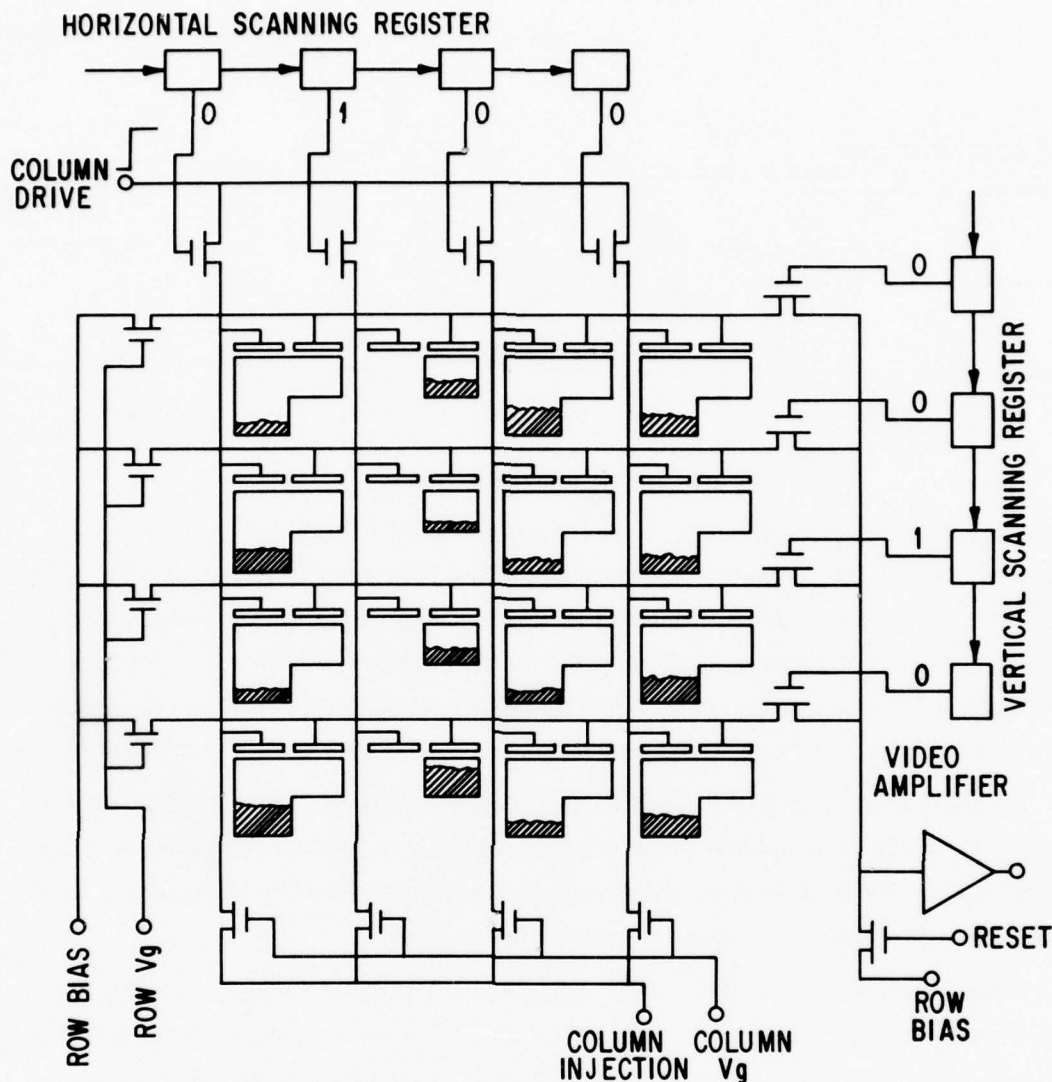 HORIZONTAL SCANNING REGISTER
0 1 0 0
COLUMN
DRIVE
0
0
1
0
VERTICAL SCANNING REGISTER
VIDEO
AMPLIFIER
RESET
ROW
BIAS
ROW BIAS
ROW Vg
COLUMN
INJECTION
COLUMN
Vg